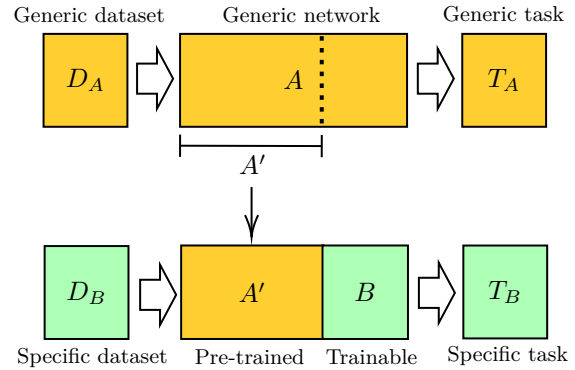 Generic dataset Generic network Generic task
D_A A T_A
A′
D_B A′ B T_B
Specific dataset Pre-trained Trainable Specific task